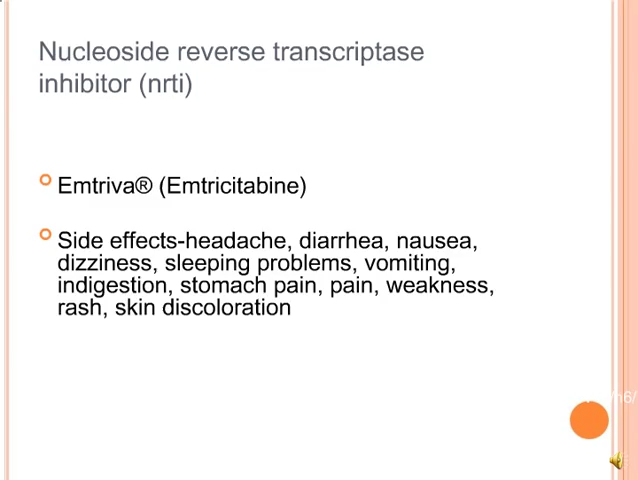 Nucleoside reverse transcriptase
inhibitor (nrti)
Emtriva® (Emtricitabine)
Side effects-headache, diarrhea, nausea,
dizziness, sleeping problems, vomiting,
indigestion, stomach pain, pain, weakness,
rash, skin discoloration